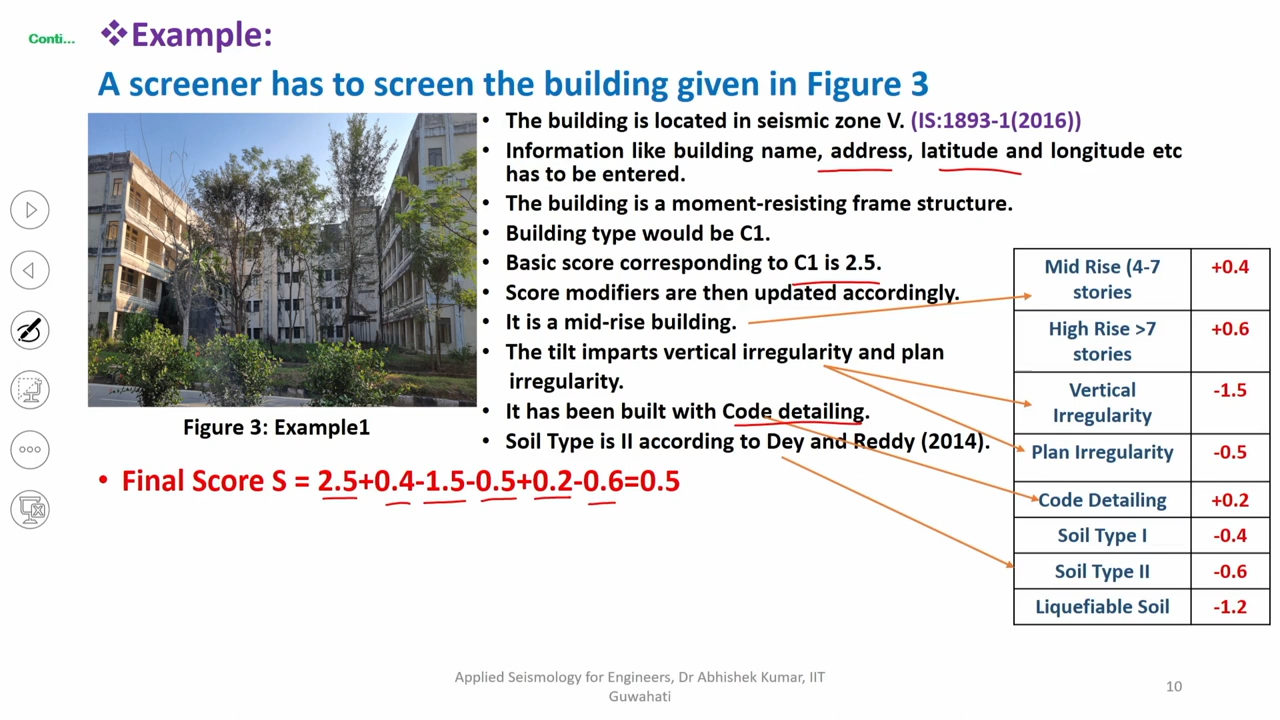 Conti...
❖Example:
A screener has to screen the building given in Figure 3
• The building is located in seismic zone V. (IS:1893-1(2016))
• Information like building name, address, latitude and longitude etc
has to be entered.
• The building is a moment-resisting frame structure.
• Building type would be C1.
• Basic score corresponding to C1 is 2.5.
• Score modifiers are then updated accordingly.
• It is a mid-rise building.
• The tilt imparts vertical irregularity and plan
irregularity.
• It has been built with Code detailing.
• Soil Type is II according to Dey and Reddy (2014).
Figure 3: Example1
• Final Score S = 2.5+0.4-1.5-0.5+0.2-0.6=0.5
Mid Rise (4-7 +0.4
stories
High Rise >7 +0.6
stories
Vertical -1.5
Irregularity
Plan Irregularity -0.5
Code Detailing +0.2
Soil Type I -0.4
Soil Type II -0.6
Liquefiable Soil -1.2
Applied Seismology for Engineers, Dr Abhishek Kumar, IIT
Guwahati
10